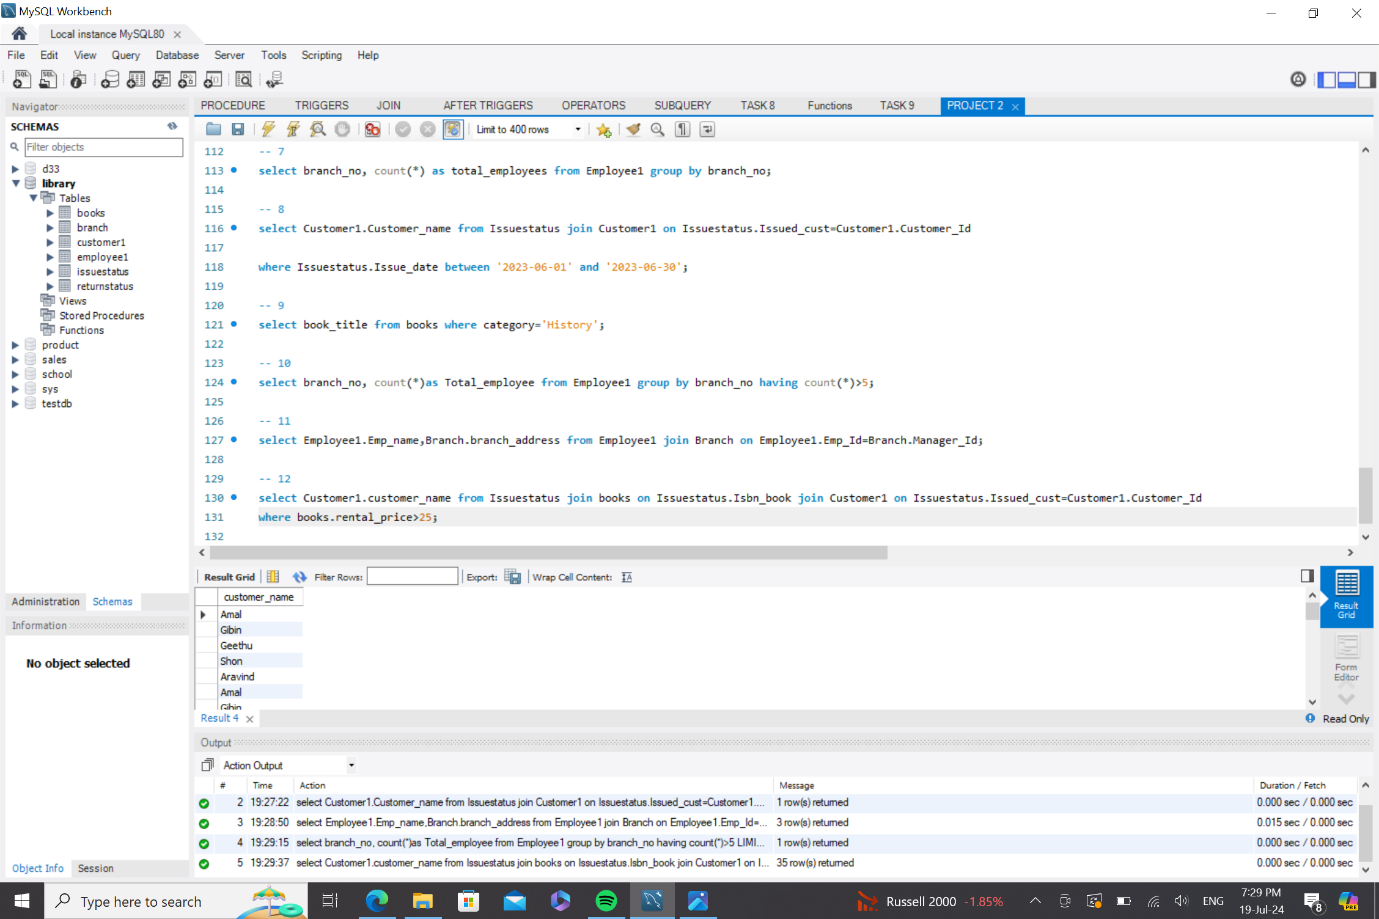 MySQL Workbench
Local instance MySQL80
File Edit View Query Database Server Tools Scripting Help
Navigator
SCHEMAS
Filter objects
d33
library
Tables
books
branch
customer1
employee1
issuestatus
returnstatus
Views
Stored Procedures
Functions
product
sales
school
sys
testdb
Administration Schemas
Information
No object selected
Object Info Session
PROCEDURE TRIGGERS JOIN AFTER TRIGGERS OPERATORS SUBQUERY TASK 8 Functions TASK 9 PROJECT 2
Limit to 400 rows
112 -- 7
113 select branch_no, count(*) as total_employees from Employee1 group by branch_no;
114
115 -- 8
116 select Customer1.Customer_name from Issuestatus join Customer1 on Issuestatus.Issued_cust=Customer1.Customer_Id
117
118 where Issuestatus.Issue_date between '2023-06-01' and '2023-06-30';
119
120 -- 9
121 select book_title from books where category='History';
122
123 -- 10
124 select branch_no, count(*)as Total_employee from Employee1 group by branch_no having count(*)>5;
125
126 -- 11
127 select Employee1.Emp_name,Branch.branch_address from Employee1 join Branch on Employee1.Emp_Id=Branch.Manager_Id;
128
129 -- 12
130 select Customer1.customer_name from Issuestatus join books on Issuestatus.Isbn_book join Customer1 on Issuestatus.Issued_cust=Customer1.Customer_Id
131 where books.rental_price>25;
132
Result Grid Filter Rows: Export: Wrap Cell Content:
customer_name
Amal
Gibin
Geethu
Shon
Aravind
Amal
Gibin
Result Grid
Form Editor
Result 4
Read Only
Output
Action Output
# Time Action Message Duration / Fetch
2 19:27:22 select Customer1.Customer_name from Issuestatus join Customer1 on Issuestatus.Issued_cust=Customer1.... 1 row(s) returned 0.000 sec / 0.000 sec
3 19:28:50 select Employee1.Emp_name,Branch.branch_address from Employee1 join Branch on Employee1.Emp_Id=... 3 row(s) returned 0.015 sec / 0.000 sec
4 19:29:15 select branch_no, count(*)as Total_employee from Employee1 group by branch_no having count(*)>5 LIMI... 1 row(s) returned 0.000 sec / 0.000 sec
5 19:29:37 select Customer1.customer_name from Issuestatus join books on Issuestatus.Isbn_book join Customer1 on I... 35 row(s) returned 0.000 sec / 0.000 sec
Type here to search
Russell 2000 -1.85%
ENG
7:29 PM
19-Jul-24
8
PRE